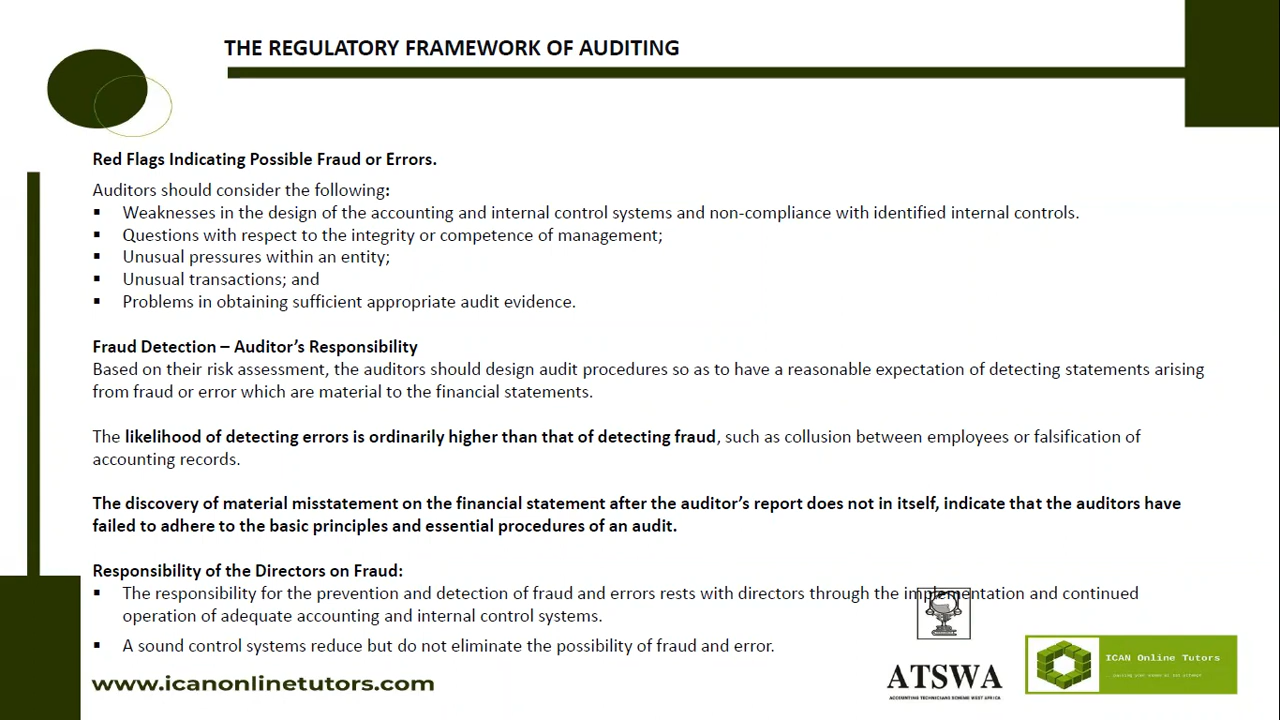 THE REGULATORY FRAMEWORK OF AUDITING
Red Flags Indicating Possible Fraud or Errors.
Auditors should consider the following:
▪ Weaknesses in the design of the accounting and internal control systems and non-compliance with identified internal controls.
▪ Questions with respect to the integrity or competence of management;
▪ Unusual pressures within an entity;
▪ Unusual transactions; and
▪ Problems in obtaining sufficient appropriate audit evidence.
Fraud Detection – Auditor's Responsibility
Based on their risk assessment, the auditors should design audit procedures so as to have a reasonable expectation of detecting statements arising
from fraud or error which are material to the financial statements.
The likelihood of detecting errors is ordinarily higher than that of detecting fraud, such as collusion between employees or falsification of
accounting records.
The discovery of material misstatement on the financial statement after the auditor's report does not in itself, indicate that the auditors have
failed to adhere to the basic principles and essential procedures of an audit.
Responsibility of the Directors on Fraud:
▪ The responsibility for the prevention and detection of fraud and errors rests with directors through the implementation and continued
operation of adequate accounting and internal control systems.
▪ A sound control systems reduce but do not eliminate the possibility of fraud and error.
www.icanonlinetutors.com
ATSWA
ACCOUNTING TECHNICIANS SCHEME WEST AFRICA
ICAN Online Tutors